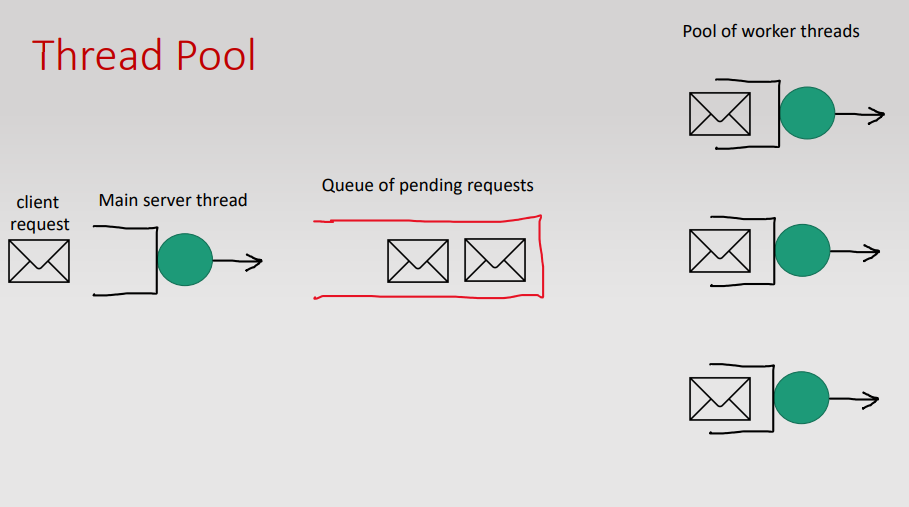 Thread Pool
Pool of worker threads
Queue of pending requests
Main server thread
client
request